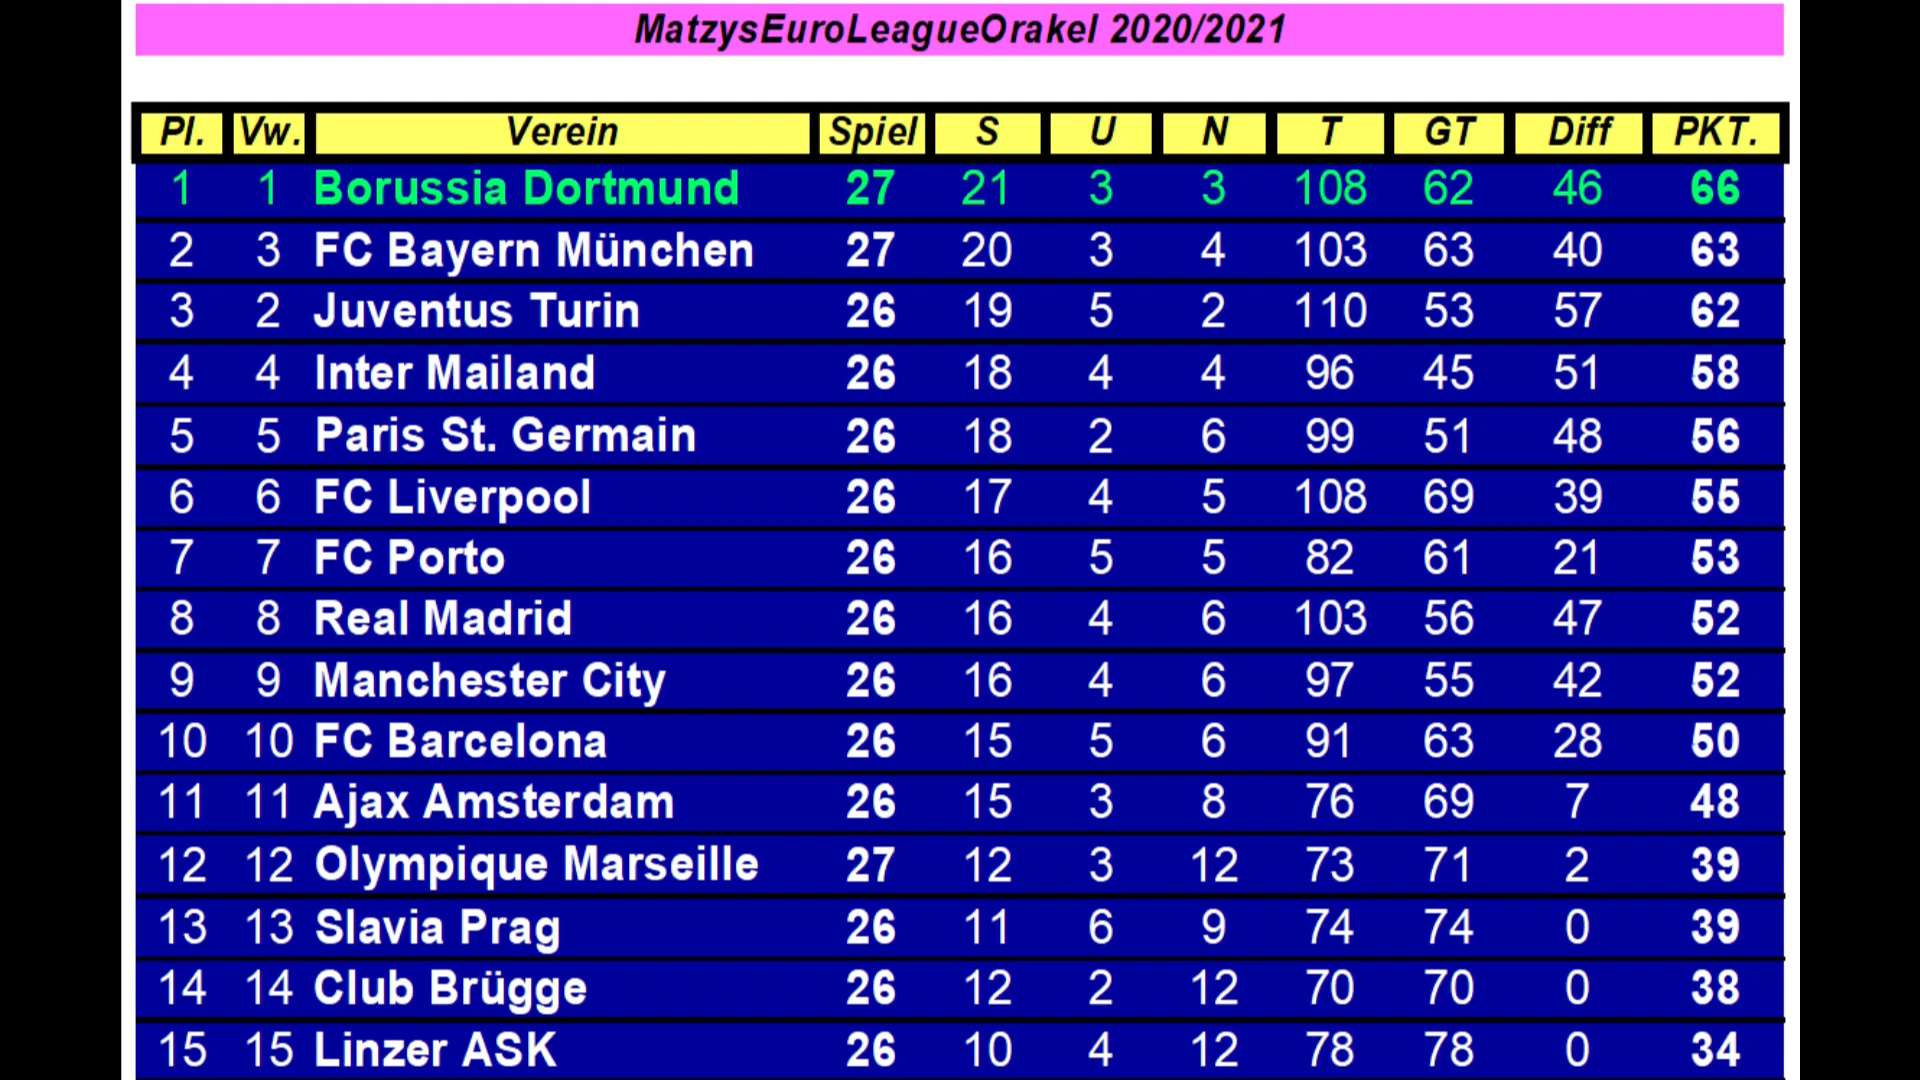 MatzysEuroLeagueOrakel 2020/2021
Pl. Vw. Verein Spiel S U N T GT Diff PKT.
1 1 Borussia Dortmund 27 21 3 3 108 62 46 66
2 3 FC Bayern München 27 20 3 4 103 63 40 63
3 2 Juventus Turin 26 19 5 2 110 53 57 62
4 4 Inter Mailand 26 18 4 4 96 45 51 58
5 5 Paris St. Germain 26 18 2 6 99 51 48 56
6 6 FC Liverpool 26 17 4 5 108 69 39 55
7 7 FC Porto 26 16 5 5 82 61 21 53
8 8 Real Madrid 26 16 4 6 103 56 47 52
9 9 Manchester City 26 16 4 6 97 55 42 52
10 10 FC Barcelona 26 15 5 6 91 63 28 50
11 11 Ajax Amsterdam 26 15 3 8 76 69 7 48
12 12 Olympique Marseille 27 12 3 12 73 71 2 39
13 13 Slavia Prag 26 11 6 9 74 74 0 39
14 14 Club Brügge 26 12 2 12 70 70 0 38
15 15 Linzer ASK 26 10 4 12 78 78 0 34